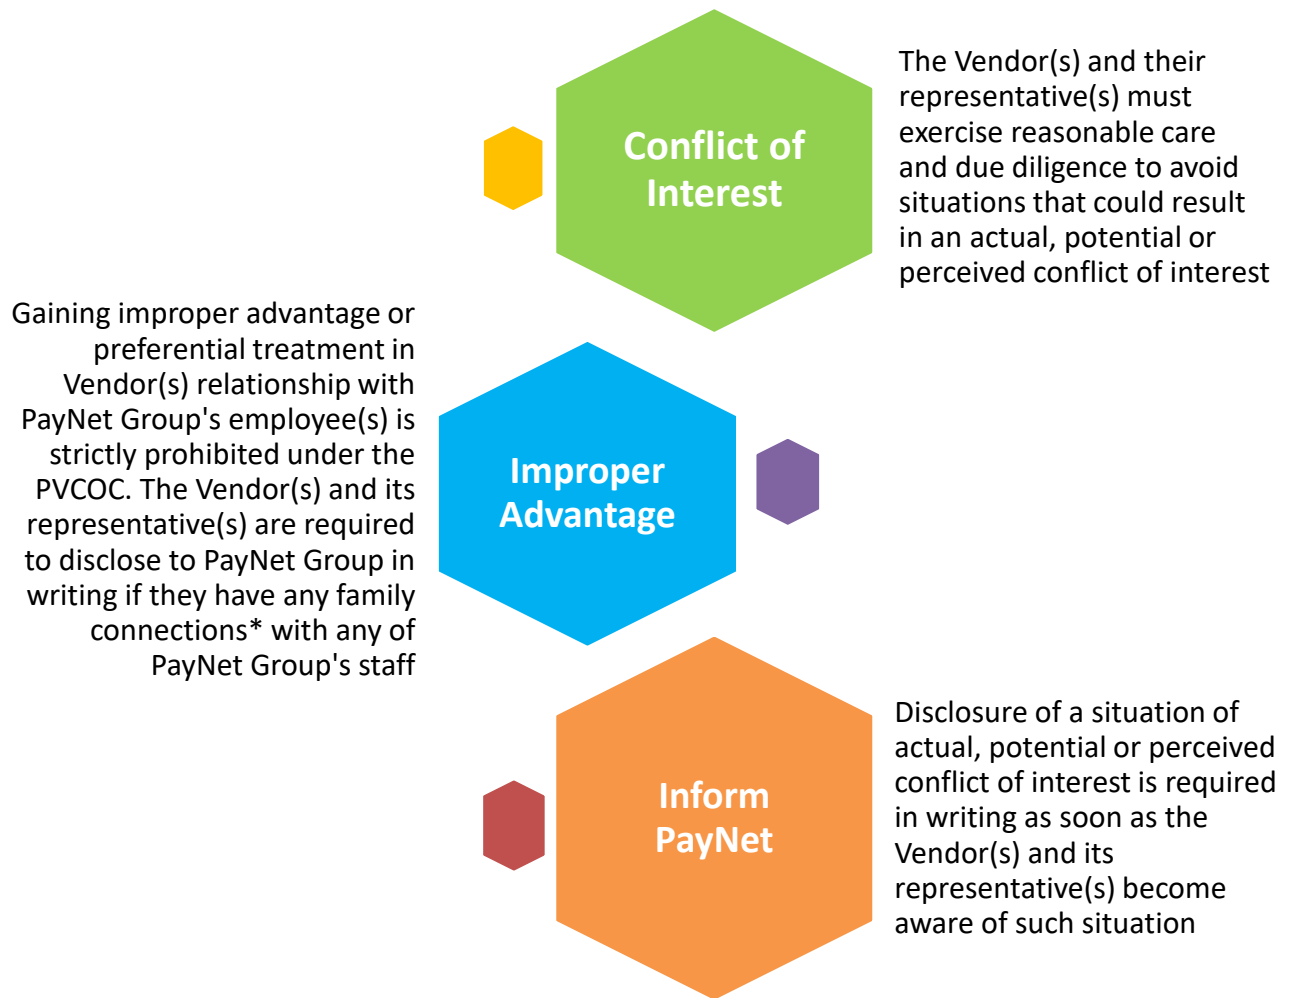 Conflict of
Interest
The Vendor(s) and their
representative(s) must
exercise reasonable care
and due diligence to avoid
situations that could result
in an actual, potential or
perceived conflict of interest
Gaining improper advantage or
preferential treatment in
Vendor(s) relationship with
PayNet Group's employee(s) is
strictly prohibited under the
PVCOC. The Vendor(s) and its
representative(s) are required
to disclose to PayNet Group in
writing if they have any family
connections* with any of
PayNet Group's staff
Improper
Advantage
Inform
PayNet
Disclosure of a situation of
actual, potential or perceived
conflict of interest is required
in writing as soon as the
Vendor(s) and its
representative(s) become
aware of such situation